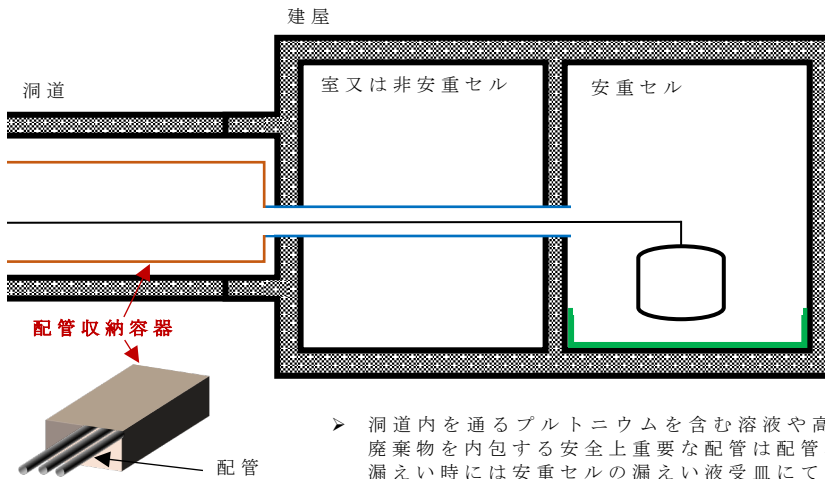 建屋
洞道
室又は非安重セル
安重セル
配管収納容器
配管
➢ 洞道内を通るプルトニウムを含む溶液や高
廃棄物を内包する安全上重要な配管は配管
漏えい時には安重セルの漏えい液受皿にて